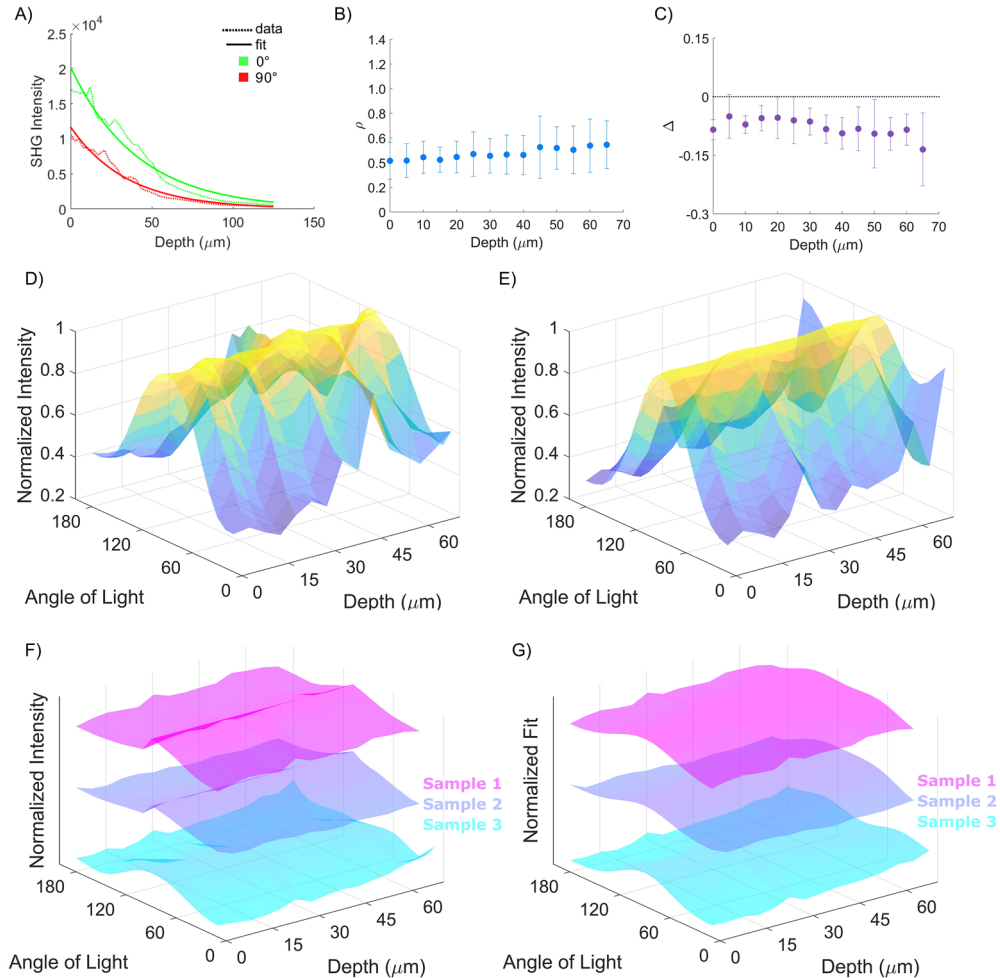 A)
×10⁴
2.5
2
1.5
1
0.5
0
SHG Intensity
0
50
100
150
Depth (μm)
data
fit
0°
90°
B)
1.4
1.2
1
0.8
0.6
0.5
0.2
0
ρ
0
10
20
30
40
50
60
70
Depth (μm)
C)
0.15
0
-0.15
-0.3
Δ
0
10
20
30
40
50
60
70
Depth (μm)
D)
Normalized Intensity
1
0.8
0.6
0.4
0.2
180
120
60
0
Angle of Light
0
15
30
45
60
Depth (μm)
E)
Normalized Intensity
1
0.8
0.6
0.4
0.2
180
120
60
0
Angle of Light
0
15
30
45
60
Depth (μm)
F)
Normalized Intensity
Sample 1
Sample 2
Sample 3
180
120
60
0
Angle of Light
0
15
30
45
60
Depth (μm)
G)
Normalized Fit
Sample 1
Sample 2
Sample 3
180
120
60
0
Angle of Light
0
15
30
45
60
Depth (μm)